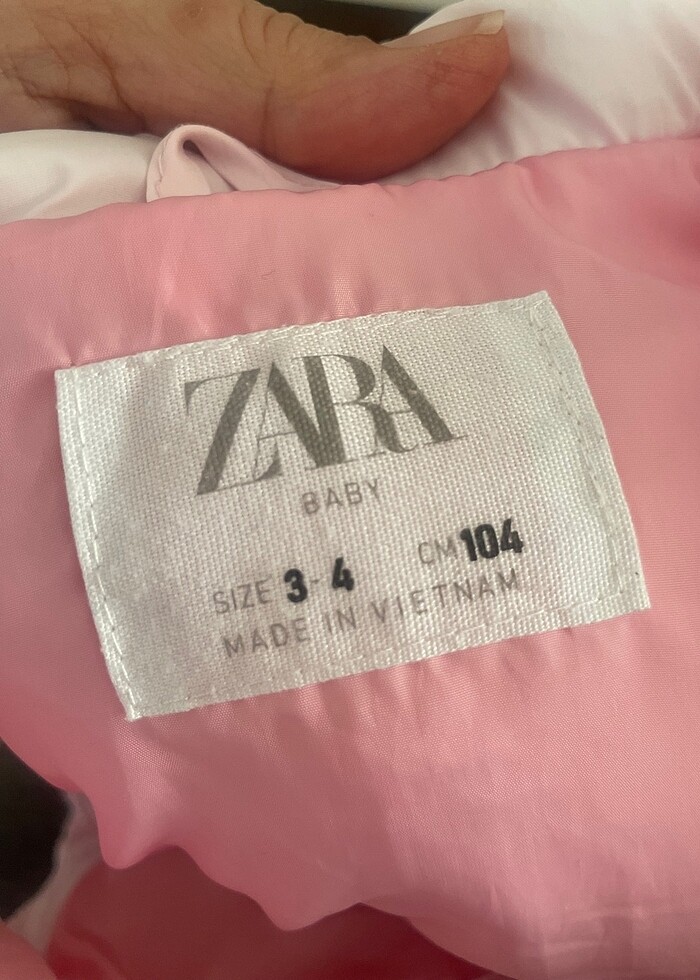 ZARA
BABY
SIZE 3-4 CM 104
MADE IN VIETNAM